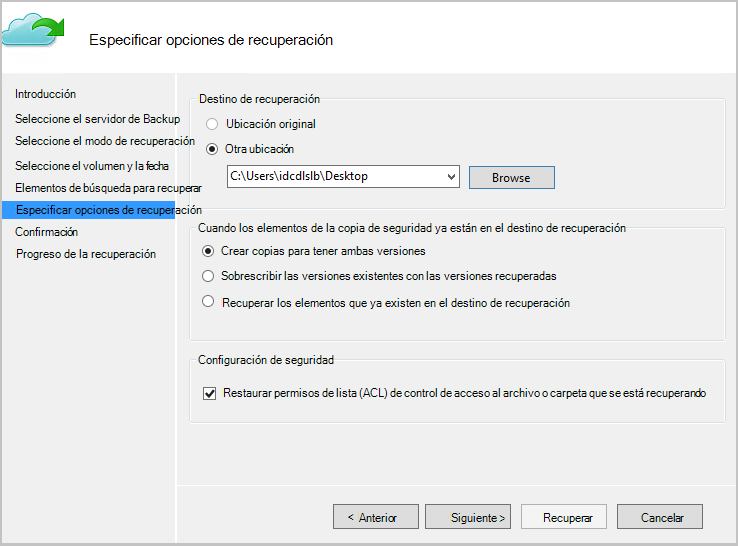 Especificar opciones de recuperación
Introducción
Seleccione el servidor de Backup
Seleccione el modo de recuperación
Seleccione el volumen y la fecha
Elementos de búsqueda para recuperar
Especificar opciones de recuperación
Confirmación
Progreso de la recuperación
Destino de recuperación
Ubicación original
Otra ubicación
C:\Users\idcdlslb\Desktop
Browse
Cuando los elementos de la copia de seguridad ya están en el destino de recuperación
Crear copias para tener ambas versiones
Sobrescribir las versiones existentes con las versiones recuperadas
Recuperar los elementos que ya existen en el destino de recuperación
Configuración de seguridad
Restaurar permisos de lista (ACL) de control de acceso al archivo o carpeta que se está recuperando
< Anterior
Siguiente >
Recuperar
Cancelar